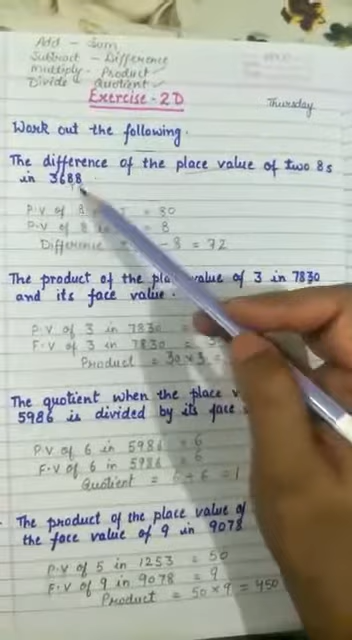 Add - Sum
Subtract - Difference
Multiply - Product
Divide - Quotient
Exercise - 2D
Thursday
Work out the following.
The difference of the place value of two 8s
in 3688
P.V of 8 = 80
P.V of 8 = 8
Difference - 8 = 72
The product of the value of 3 in 7830
and its face value.
P.V of 3 in 7830 =
F.V of 3 in 7830 =
Product = 30 × 3 =
The quotient when the place
5986 is divided by its face
P.V of 6 in 5986 = 6
F.V of 6 in 5986 = 6
Quotient = 6 ÷ 6 = 1
The product of the place value of
the face value of 9 in 9078
P.V of 5 in 1253 = 50
F.V of 9 in 9078 = 9
Product = 50 × 9 = 450